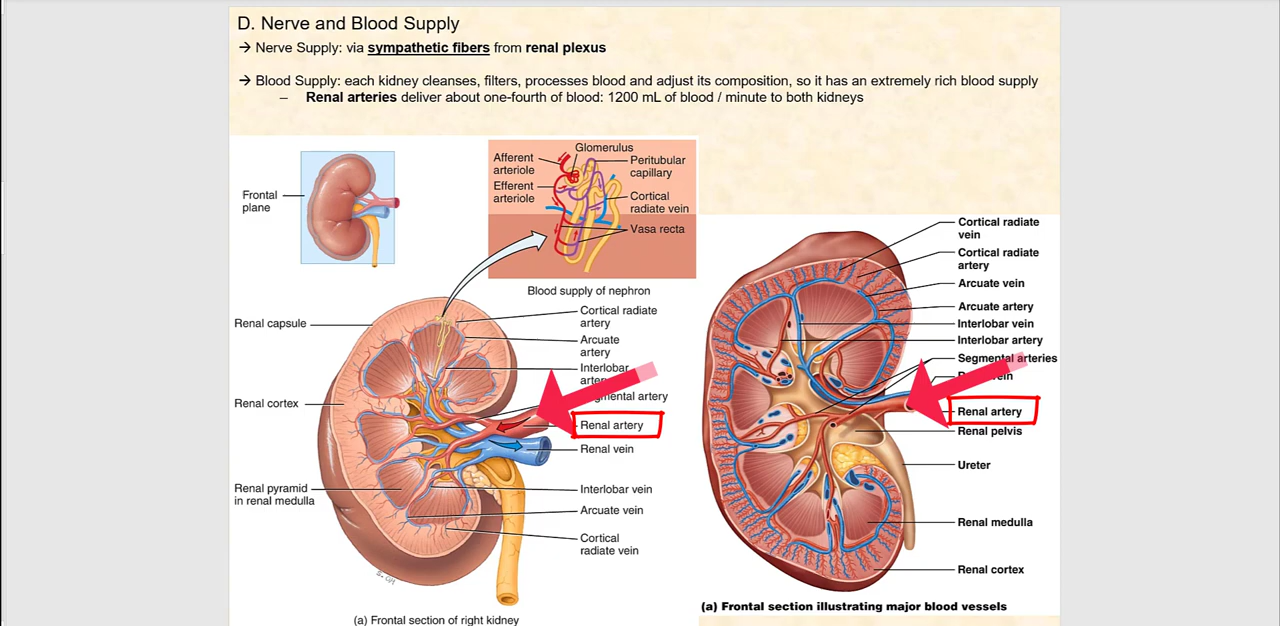 D. Nerve and Blood Supply
→ Nerve Supply: via sympathetic fibers from renal plexus
→ Blood Supply: each kidney cleanses, filters, processes blood and adjust its composition, so it has an extremely rich blood supply
– Renal arteries deliver about one-fourth of blood: 1200 mL of blood / minute to both kidneys
Frontal
plane
Afferent
arteriole
Efferent
arteriole
Glomerulus
Peritubular
capillary
Cortical
radiate vein
Vasa recta
Blood supply of nephron
Renal capsule
Renal cortex
Renal pyramid
in renal medulla
Cortical radiate
artery
Arcuate
artery
Interlobar
artery
Renal artery
Renal vein
Interlobar vein
Arcuate vein
Cortical
radiate vein
(a) Frontal section of right kidney
Cortical radiate
vein
Cortical radiate
artery
Arcuate vein
Arcuate artery
Interlobar vein
Interlobar artery
Segmental arteries
vein
Renal artery
Renal pelvis
Ureter
Renal medulla
Renal cortex
(a) Frontal section illustrating major blood vessels